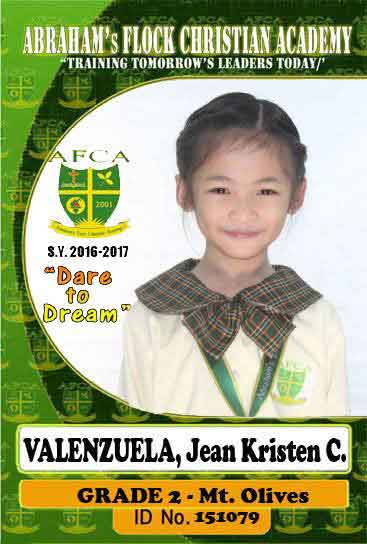 ABRAHAM's FLOCK CHRISTIAN ACADEMY
“TRAINING TOMORROW'S LEADERS TODAY/’
AFCA
2001
S.Y. 2016-2017
“Dare
to
Dream”
VALENZUELA, Jean Kristen C.
GRADE 2 - Mt. Olives
ID No. 151079